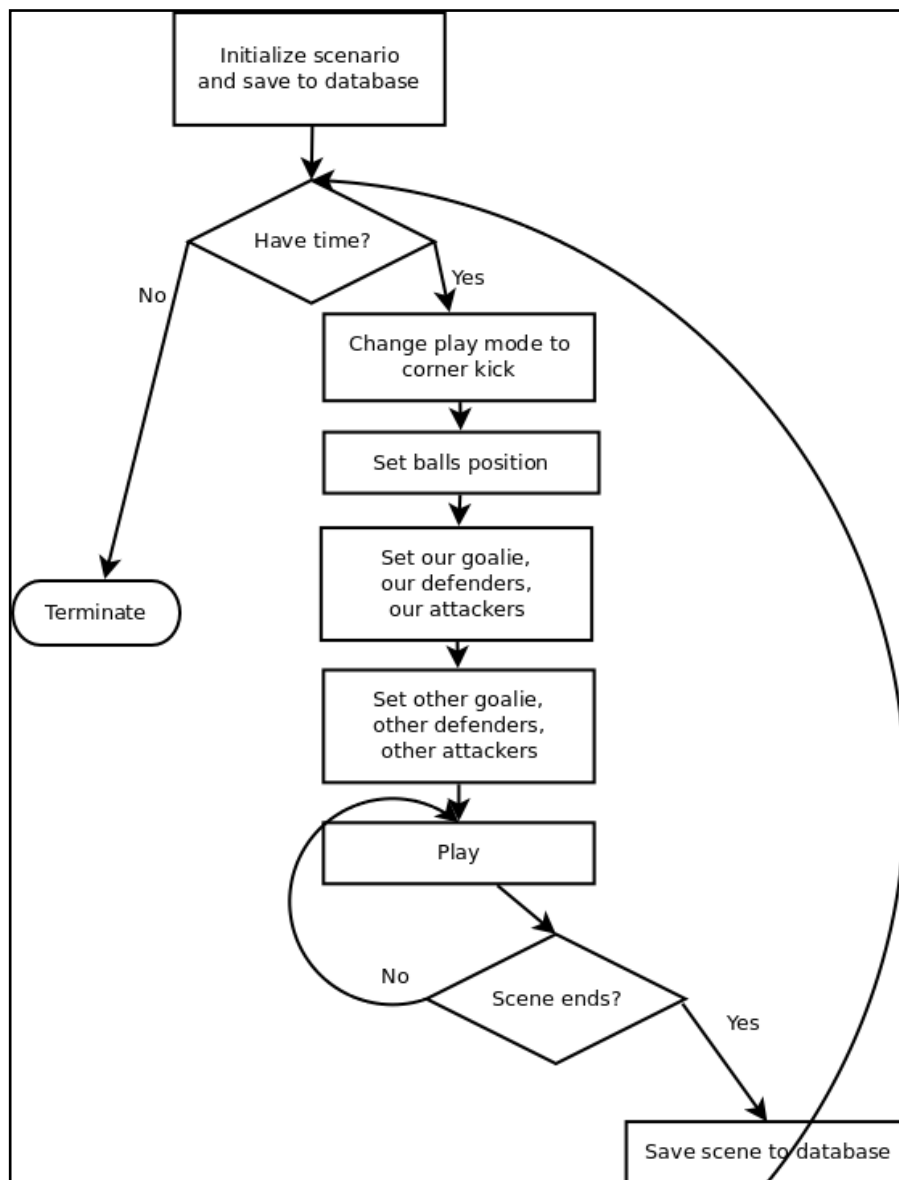 Initialize scenario
and save to database
Have time?
No
Yes
Change play mode to
corner kick
Set balls position
Set our goalie,
our defenders,
our attackers
Terminate
Set other goalie,
other defenders,
other attackers
Play
No
Scene ends?
Yes
Save scene to database